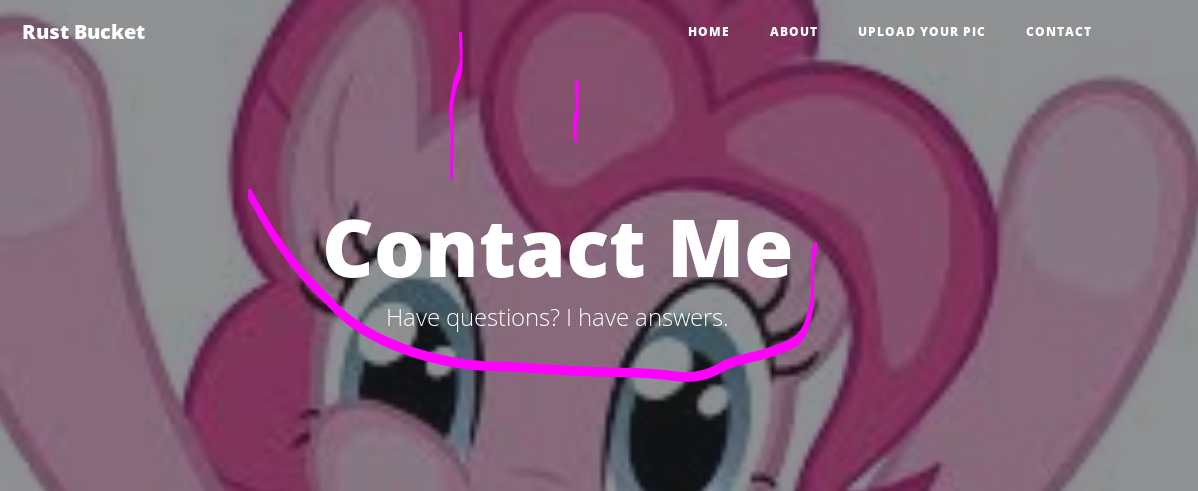 Rust Bucket
HOME ABOUT UPLOAD YOUR PIC CONTACT
Contact Me
Have questions? I have answers.